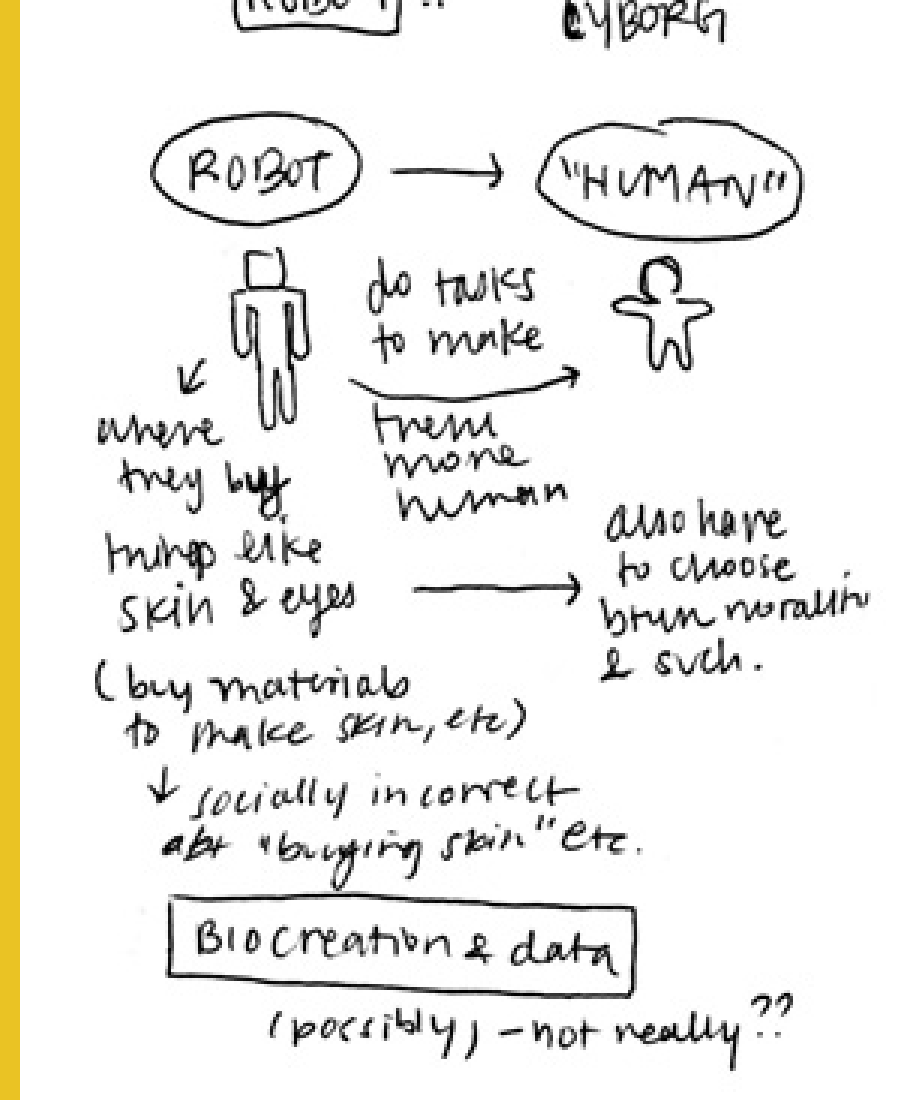 ROBOT ??
CYBORG
ROBOT → "HUMAN"
do tasks
to make
them
more
human
where
they buy
things like
skin & eyes
also have
to choose
morality
& such.
(buy materials
to make skin, etc)
↓ socially incorrect
abt "buying skin" etc.
Biocreation & data
(possibly) - not really??